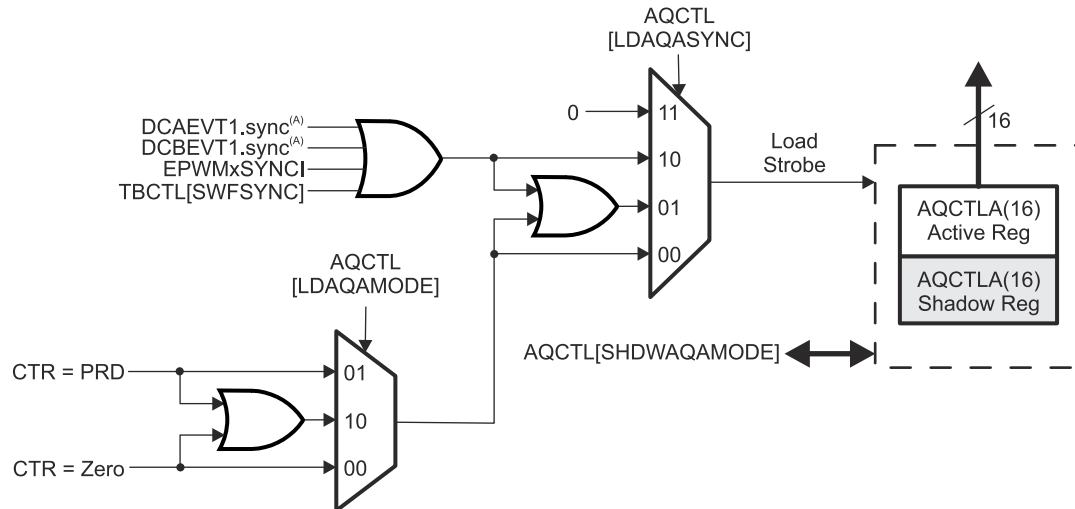 AQCTL
[LDAQASYNC]
0
11
16
DCAEVT1.sync(A)
DCBEVT1.sync(A)
EPWMxSYNCI
TBCTL[SWFSYNC]
10
Load
Strobe
01
AQCTLA(16)
Active Reg
00
AQCTL
[LDAQAMODE]
AQCTLA(16)
Shadow Reg
AQCTL[SHDWAQAMODE]
CTR = PRD
01
10
CTR = Zero
00